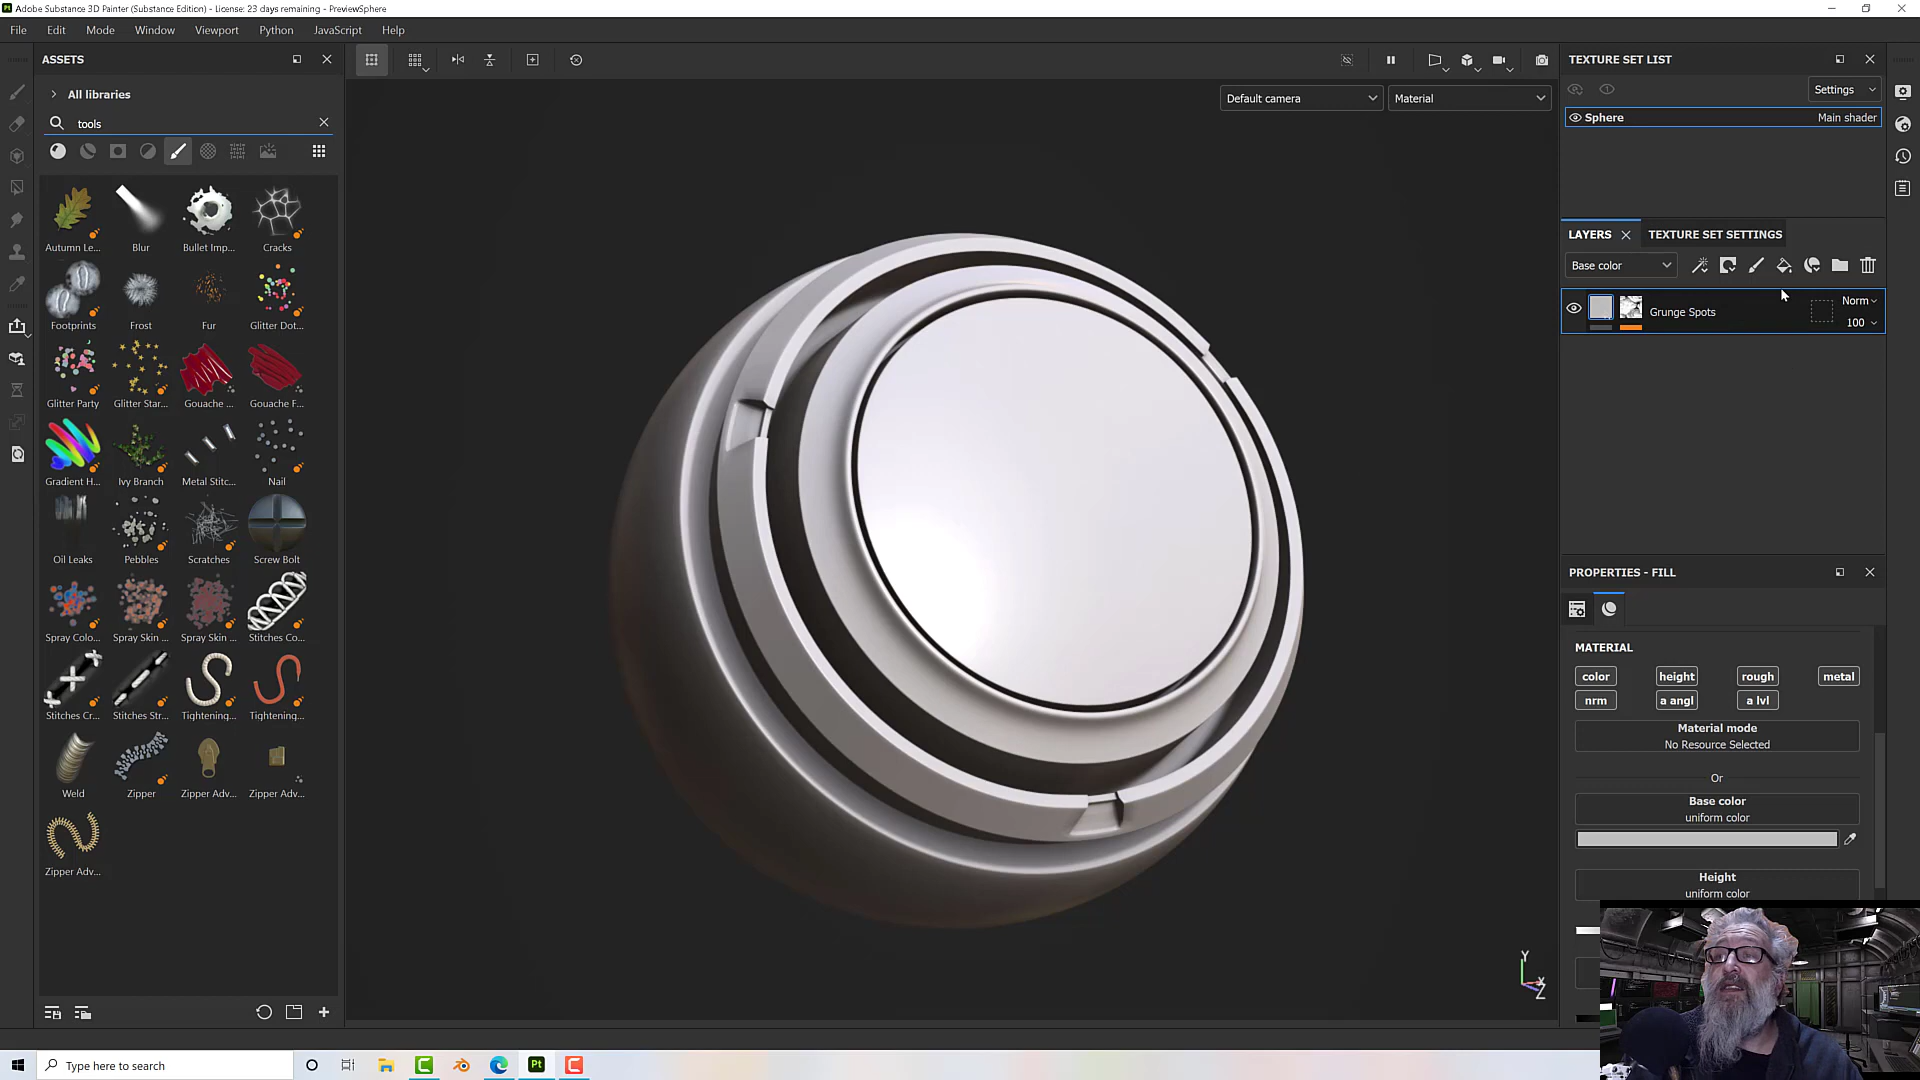 Adobe Substance 3D Painter (Substance Edition) - License: 23 days remaining - PreviewSphere
File Edit Mode Window Viewport Python JavaScript Help
ASSETS
All libraries
tools
Autumn Le... Blur Bullet Imp... Cracks
Footprints Frost Fur Glitter Dot...
Glitter Party Glitter Star... Gouache ... Gouache F...
Gradient H... Ivy Branch Metal Stitc... Nail
Oil Leaks Pebbles Scratches Screw Bolt
Spray Colo... Spray Skin ... Spray Skin ... Stitches Co...
Stitches Cr... Stitches Str... Tightening... Tightening...
Weld Zipper Zipper Adv... Zipper Adv...
Zipper Adv...
Default camera Material
Y
X
Z
TEXTURE SET LIST
Settings
Sphere Main shader
LAYERS TEXTURE SET SETTINGS
Base color
Grunge Spots Norm
100
PROPERTIES - FILL
MATERIAL
color height rough metal
nrm a angl a lvl
Material mode
No Resource Selected
Or
Base color
uniform color
Height
uniform color
Type here to search
Pt